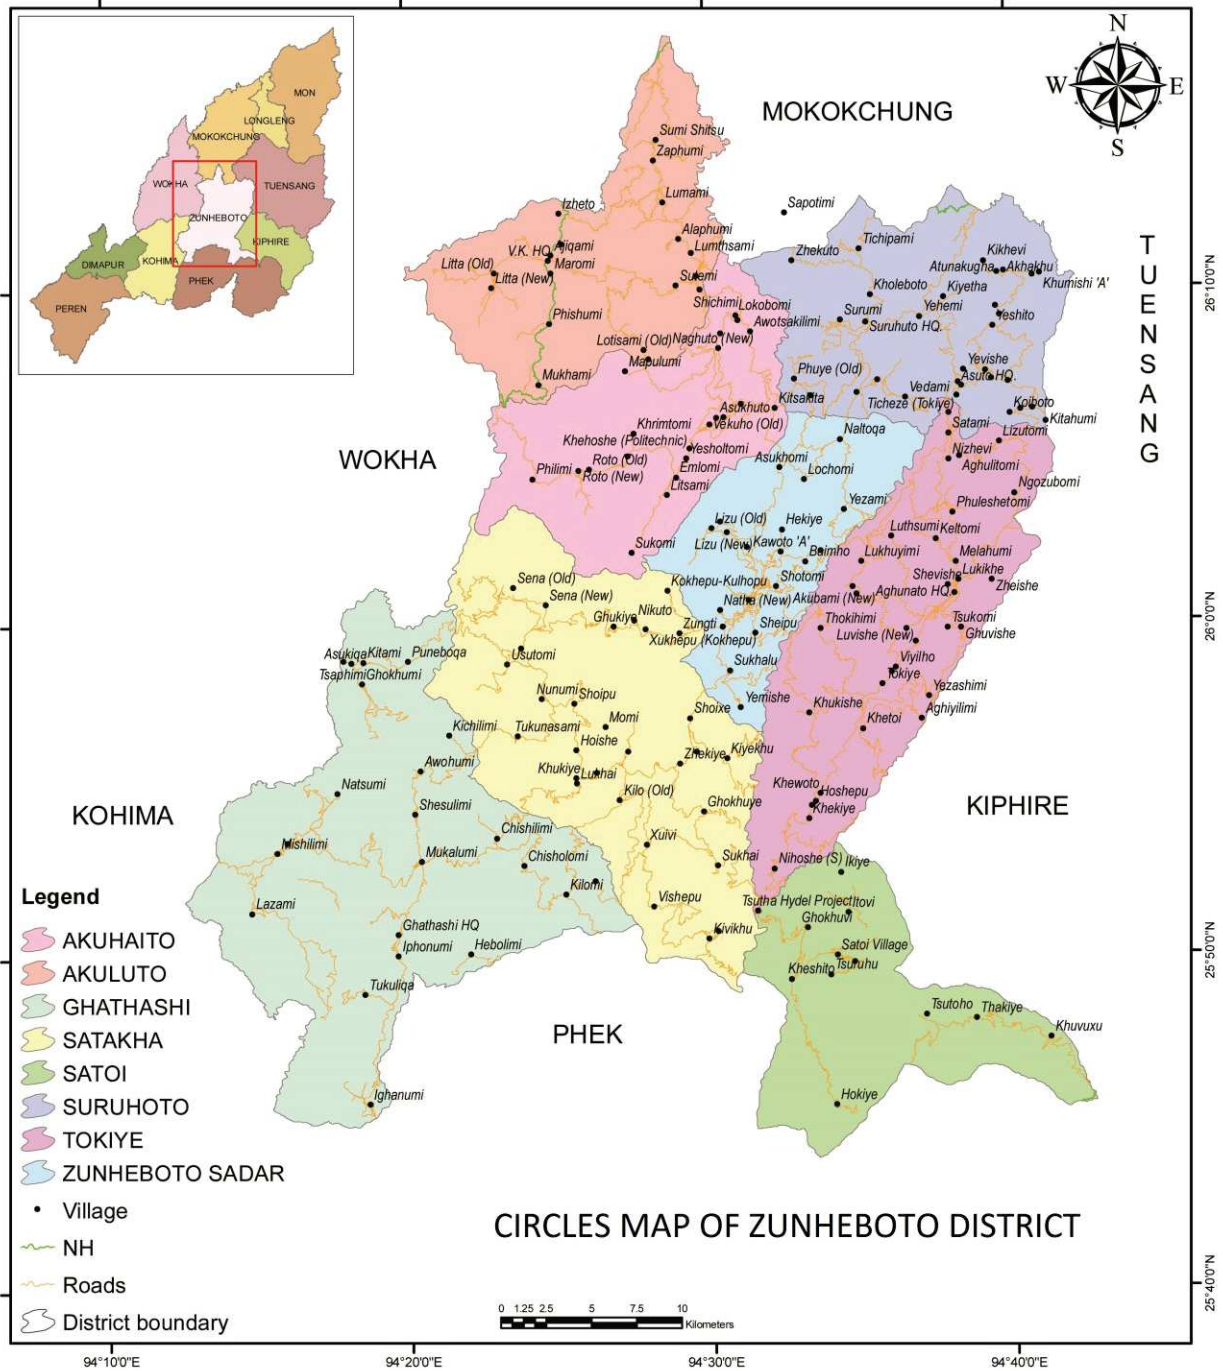 MON
LONGLENG
MOKOKCHUNG
WOKHA
TUENSANG
ZUNHEBOTO
KIPHIRE
KOHIMA
DIMAPUR
PHEK
PEREN
N
W
E
S
MOKOKCHUNG
TUENSANG
WOKHA
KOHIMA
KIPHIRE
PHEK
Sumi Shitsu
Zaphumi
Lumami
Izheto
Alaphumi
Lumthsami
V.K. HQ
Ajiqami
Maromi
Litta (Old)
Litta (New)
Suremi
Phishumi
Mukhami
Shichimi
Lokobomi
Awotsakilimi
Lotisami (Old)
Naghuto (New)
Mapulumi
Sapotimi
Zhekuto
Tichipami
Kikhevi
Atunakugha
Akhakhu
Khumishi 'A'
Kholeboto
Kiyetha
Surumi
Yehemi
Suruhuto HQ.
Yeshito
Phuye (Old)
Yevishe
Asuto HQ.
Vedami
Ticheze (Tokiye)
Koiboto
Kitahumi
Kitsakita
Asukhuto
Vekuho (Old)
Khrimtomi
Khehoshe (Politechnic)
Yesholtomi
Roto (Old)
Emlomi
Philimi
Roto (New)
Litsami
Sukomi
Naltoqa
Asukhomi
Lochomi
Yezami
Satami
Lizutomi
Nizhevi
Aghulitomi
Ngozubomi
Phuleshetomi
Lizu (Old)
Hekiye
Lizu (New)
Kawoto 'A'
Baimho
Luthsumi
Keltomi
Lukhuyimi
Melahumi
Shevishe
Lukikhe
Aghunato HQ.
Zheishe
Sena (Old)
Sena (New)
Kokhepu-Kulhopu
Shotomi
Natha (New)
Akubami (New)
Ghukiye
Nikuto
Zungti
Sheipu
Thokihimi
Tsukomi
Luvishe (New)
Ghuvishe
Xukhepu (Kokhepu)
Sukhalu
Viyilho
Tokiye
Asukiqa
Kitami
Puneboqa
Tsaphimi
Ghokhumi
Usutomi
Nunumi
Shoipu
Yemishe
Yezashimi
Aghiyilimi
Khukishe
Khetoi
Shoixe
Momi
Tukunasami
Hoishe
Kichilimi
Awohumi
Khukiye
Lukhai
Zhekiye
Kiyekhu
Kilo (Old)
Ghokhuye
Khewoto
Hoshepu
Khekiye
Natsumi
Shesulimi
Chishilimi
Mishilimi
Mukalumi
Chisholomi
Xuivi
Sukhai
Nihoshe (S)
Ikiye
Kilomi
Lazami
Vishepu
Tsutha Hydel Project
Itovi
Ghokhuvi
Ghathashi HQ
Iphonumi
Hebolimi
Kivikhu
Satoi Village
Kheshito
Tsuruhu
Tukuliqa
Tsutoho
Thakiye
Khuvuxu
Ighanumi
Hokiye
Legend
AKUHAITO
AKULUTO
GHATHASHI
SATAKHA
SATOI
SURUHOTO
TOKIYE
ZUNHEBOTO SADAR
Village
NH
Roads
District boundary
CIRCLES MAP OF ZUNHEBOTO DISTRICT
0 1.25 2.5 5 7.5 10
Kilometers
26°10'0"N
26°0'0"N
25°50'0"N
25°40'0"N
94°10'0"E
94°20'0"E
94°30'0"E
94°40'0"E